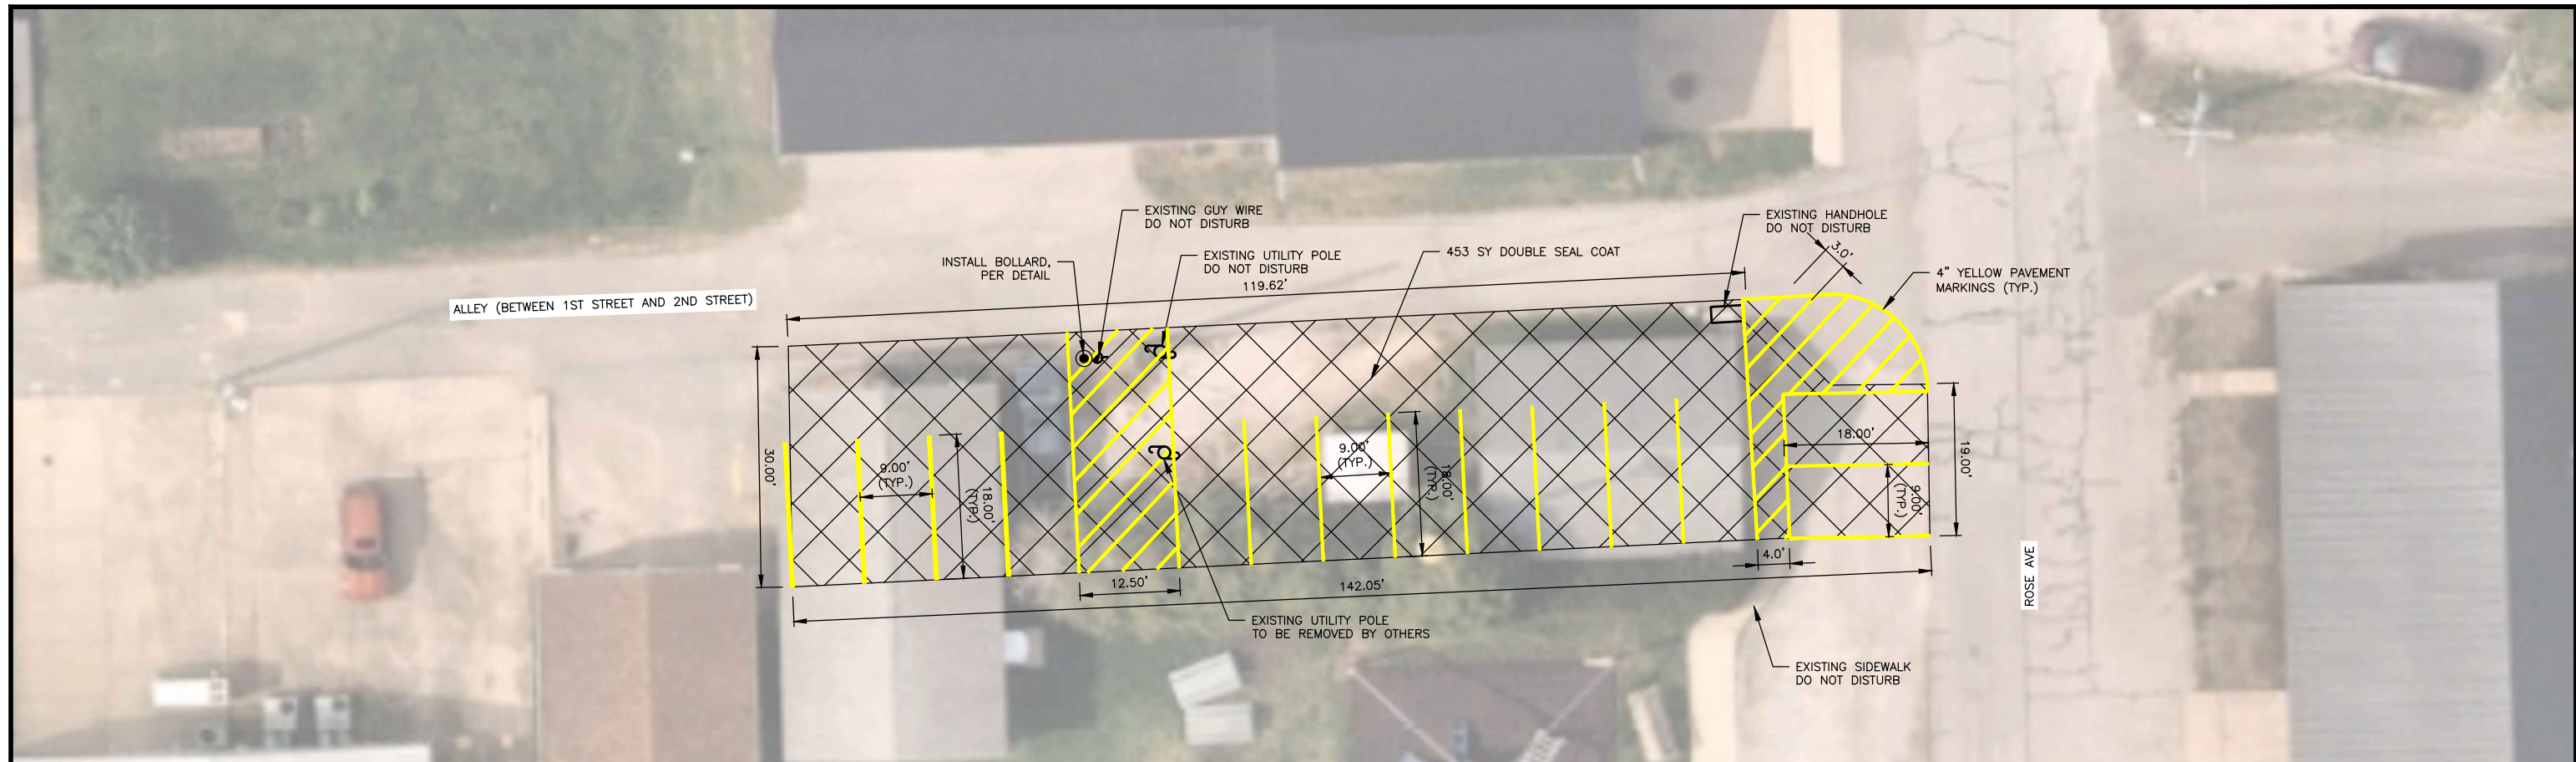 EXISTING GUY WIRE
DO NOT DISTURB
EXISTING HANDHOLE
DO NOT DISTURB
3.0'
INSTALL BOLLARD,
PER DETAIL
EXISTING UTILITY POLE
DO NOT DISTURB
453 SY DOUBLE SEAL COAT
4" YELLOW PAVEMENT
MARKINGS (TYP.)
119.62'
ALLEY (BETWEEN 1ST STREET AND 2ND STREET)
30.00'
9.00'
(TYP.)
18.00'
(TYP.)
9.00'
(TYP.)
18.00'
(TYP.)
18.00'
19.00'
9.00'
(TYP.)
4.0'
12.50'
142.05'
ROSE AVE
EXISTING UTILITY POLE
TO BE REMOVED BY OTHERS
EXISTING SIDEWALK
DO NOT DISTURB